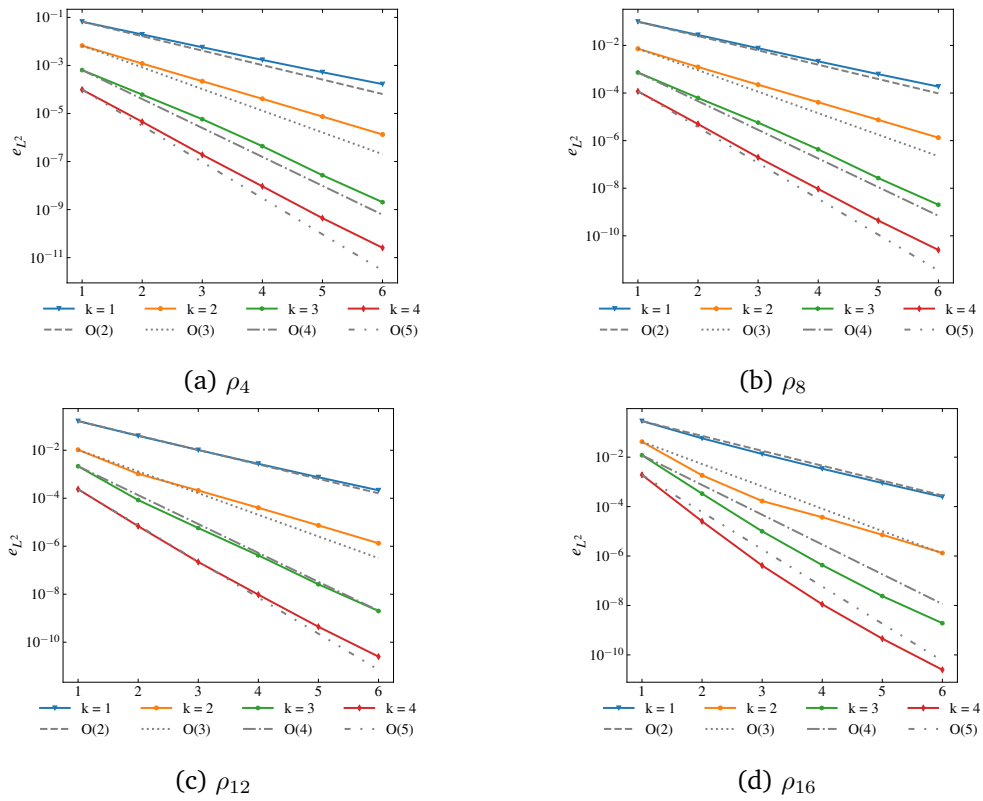 10⁻¹
10⁻³
10⁻⁵
10⁻⁷
10⁻⁹
10⁻¹¹
e_{L²}
1 2 3 4 5 6
k = 1 k = 2 k = 3 k = 4
O(2) O(3) O(4) O(5)
(a) ρ₄
10⁻²
10⁻⁴
10⁻⁶
10⁻⁸
10⁻¹⁰
e_{L²}
1 2 3 4 5 6
k = 1 k = 2 k = 3 k = 4
O(2) O(3) O(4) O(5)
(b) ρ₈
10⁻²
10⁻⁴
10⁻⁶
10⁻⁸
10⁻¹⁰
e_{L²}
1 2 3 4 5 6
k = 1 k = 2 k = 3 k = 4
O(2) O(3) O(4) O(5)
(c) ρ₁₂
10⁻²
10⁻⁴
10⁻⁶
10⁻⁸
10⁻¹⁰
e_{L²}
1 2 3 4 5 6
k = 1 k = 2 k = 3 k = 4
O(2) O(3) O(4) O(5)
(d) ρ₁₆